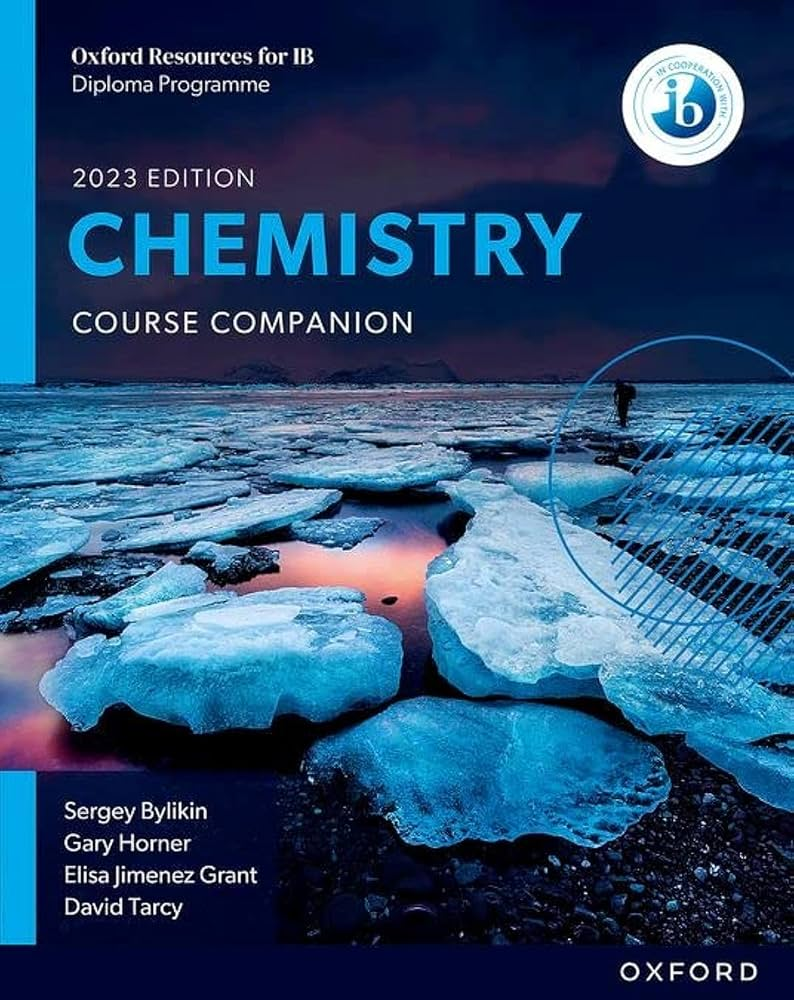 Oxford Resources for IB
Diploma Programme
IN COOPERATION WITH
ib
2023 EDITION
CHEMISTRY
COURSE COMPANION
Sergey Bylikin
Gary Horner
Elisa Jimenez Grant
David Tarcy
OXFORD